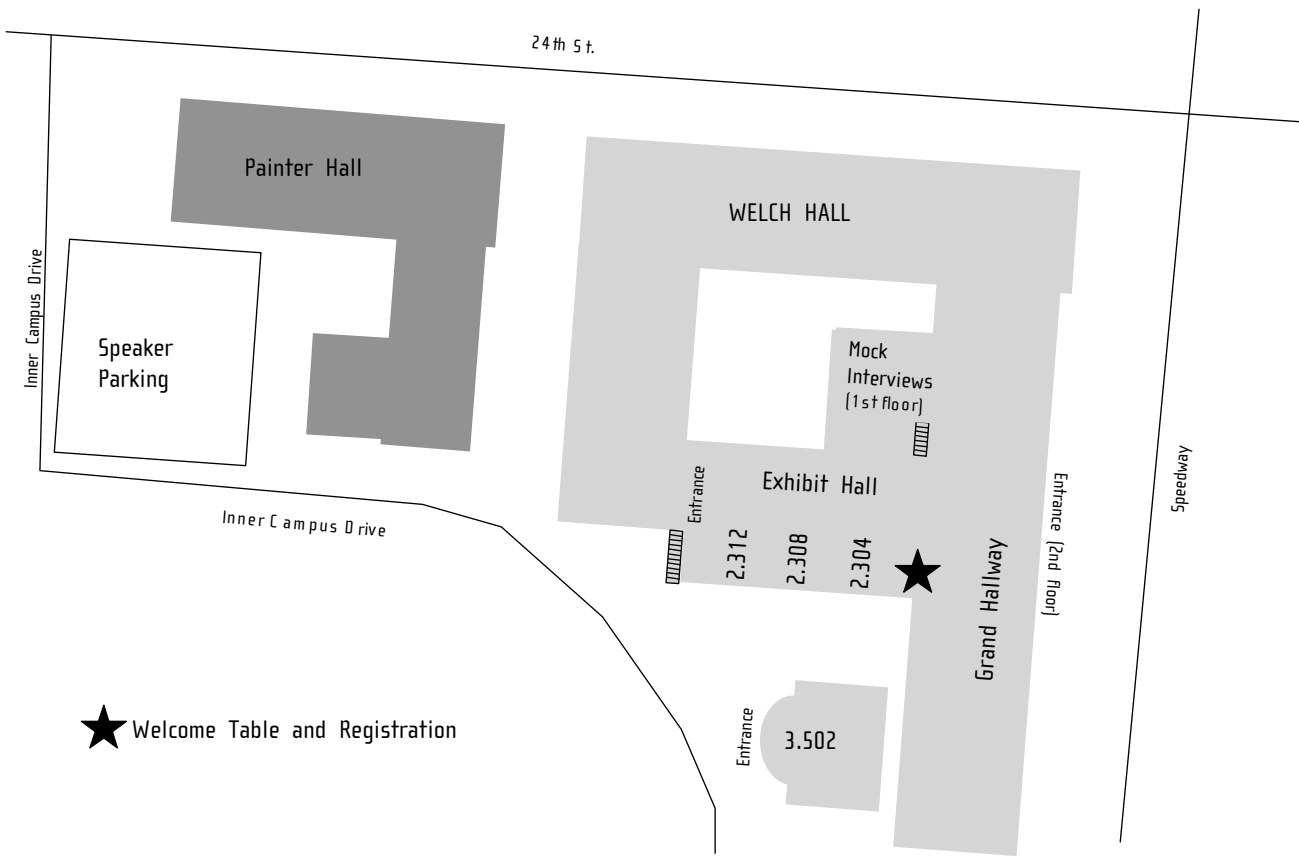 24th St.
Painter Hall
WELCH HALL
Inner Campus Drive
Speaker
Parking
Mock
Interviews
(1st floor)
Exhibit Hall
Entrance
Entrance (2nd floor)
Speedway
Inner Campus Drive
2.312
2.308
2.304
Grand Hallway
Welcome Table and Registration
Entrance
3.502